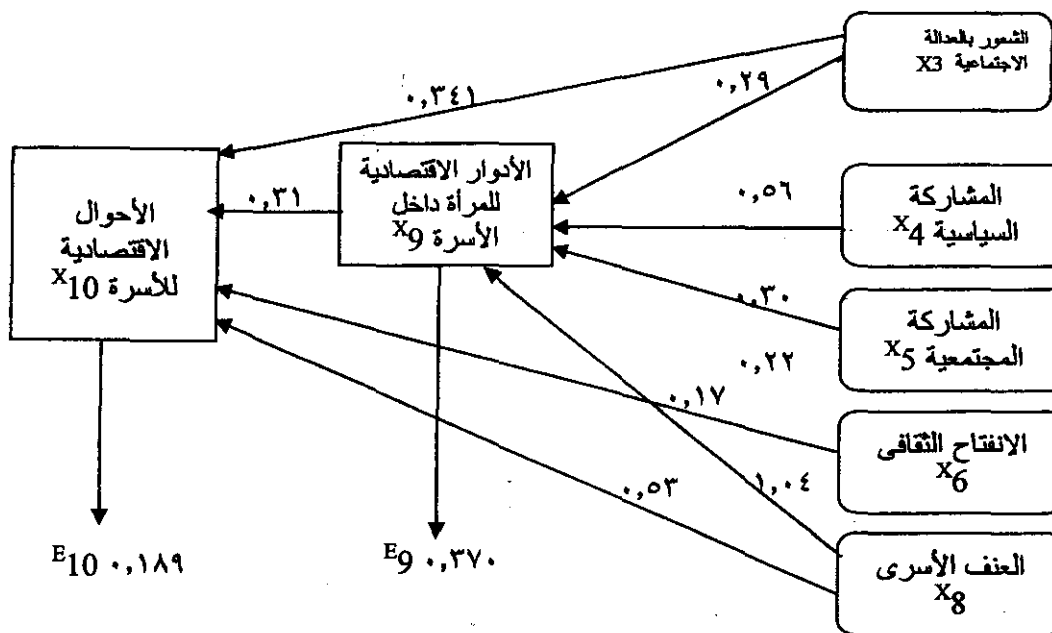 الشعور بالعدالة
الاجتماعية X3
٠,٣٤١
٠,٢٩
الأدوار الاقتصادية
للمرأة داخل
الأسرة X9
الأحوال
الاقتصادية
للأسرة X10
٠,٣١
٠,٥٦
المشاركة
السياسية X4
٠,٣٠
المشاركة
المجتمعية X5
٠,٢٢
٠,١٧
الانفتاح الثقافى
X6
٠,٥٣
١,٠٤
العنف الأسرى
X8
E9 ٠,٣٧٠
E10 ٠,١٨٩